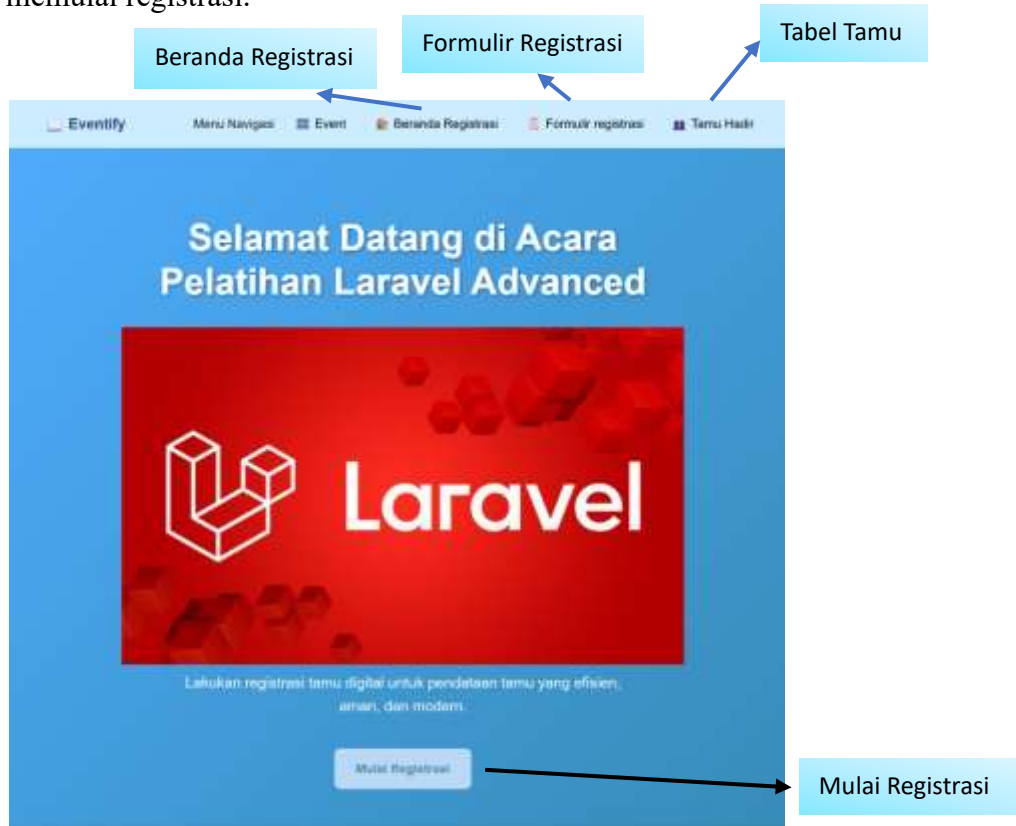 memulai registrasi.
Tabel Tamu
Formulir Registrasi
Beranda Registrasi
Eventify Menu Navigasi Event Beranda Registrasi Formulir registrasi Tamu Hadir
Selamat Datang di Acara
Pelatihan Laravel Advanced
Laravel
Lakukan registrasi tamu digital untuk pendataan tamu yang efisien,
aman, dan modern.
Mulai Registrasi
Mulai Registrasi